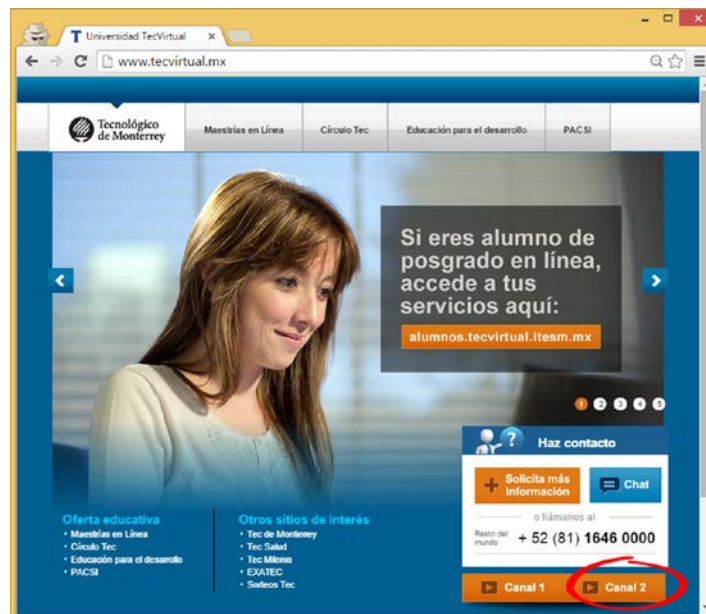 Universidad TecVirtual
www.tecvirtual.mx
Tecnológico
de Monterrey
Maestrías en Línea
Círculo Tec
Educación para el desarrollo
PACSI
Si eres alumno de
posgrado en línea,
accede a tus
servicios aquí:
alumnos.tecvirtual.itesm.mx
1 2 3 4 5
Haz contacto
Solicita más
información
Chat
o llámanos al
Resto del
mundo
+ 52 (81) 1646 0000
Canal 1
Canal 2
Oferta educativa
• Maestrías en Línea
• Círculo Tec
• Educación para el desarrollo
• PACSI
Otros sitios de interés
• Tec de Monterrey
• Tec Salud
• Tec Milenio
• EXATEC
• Sorteos Tec